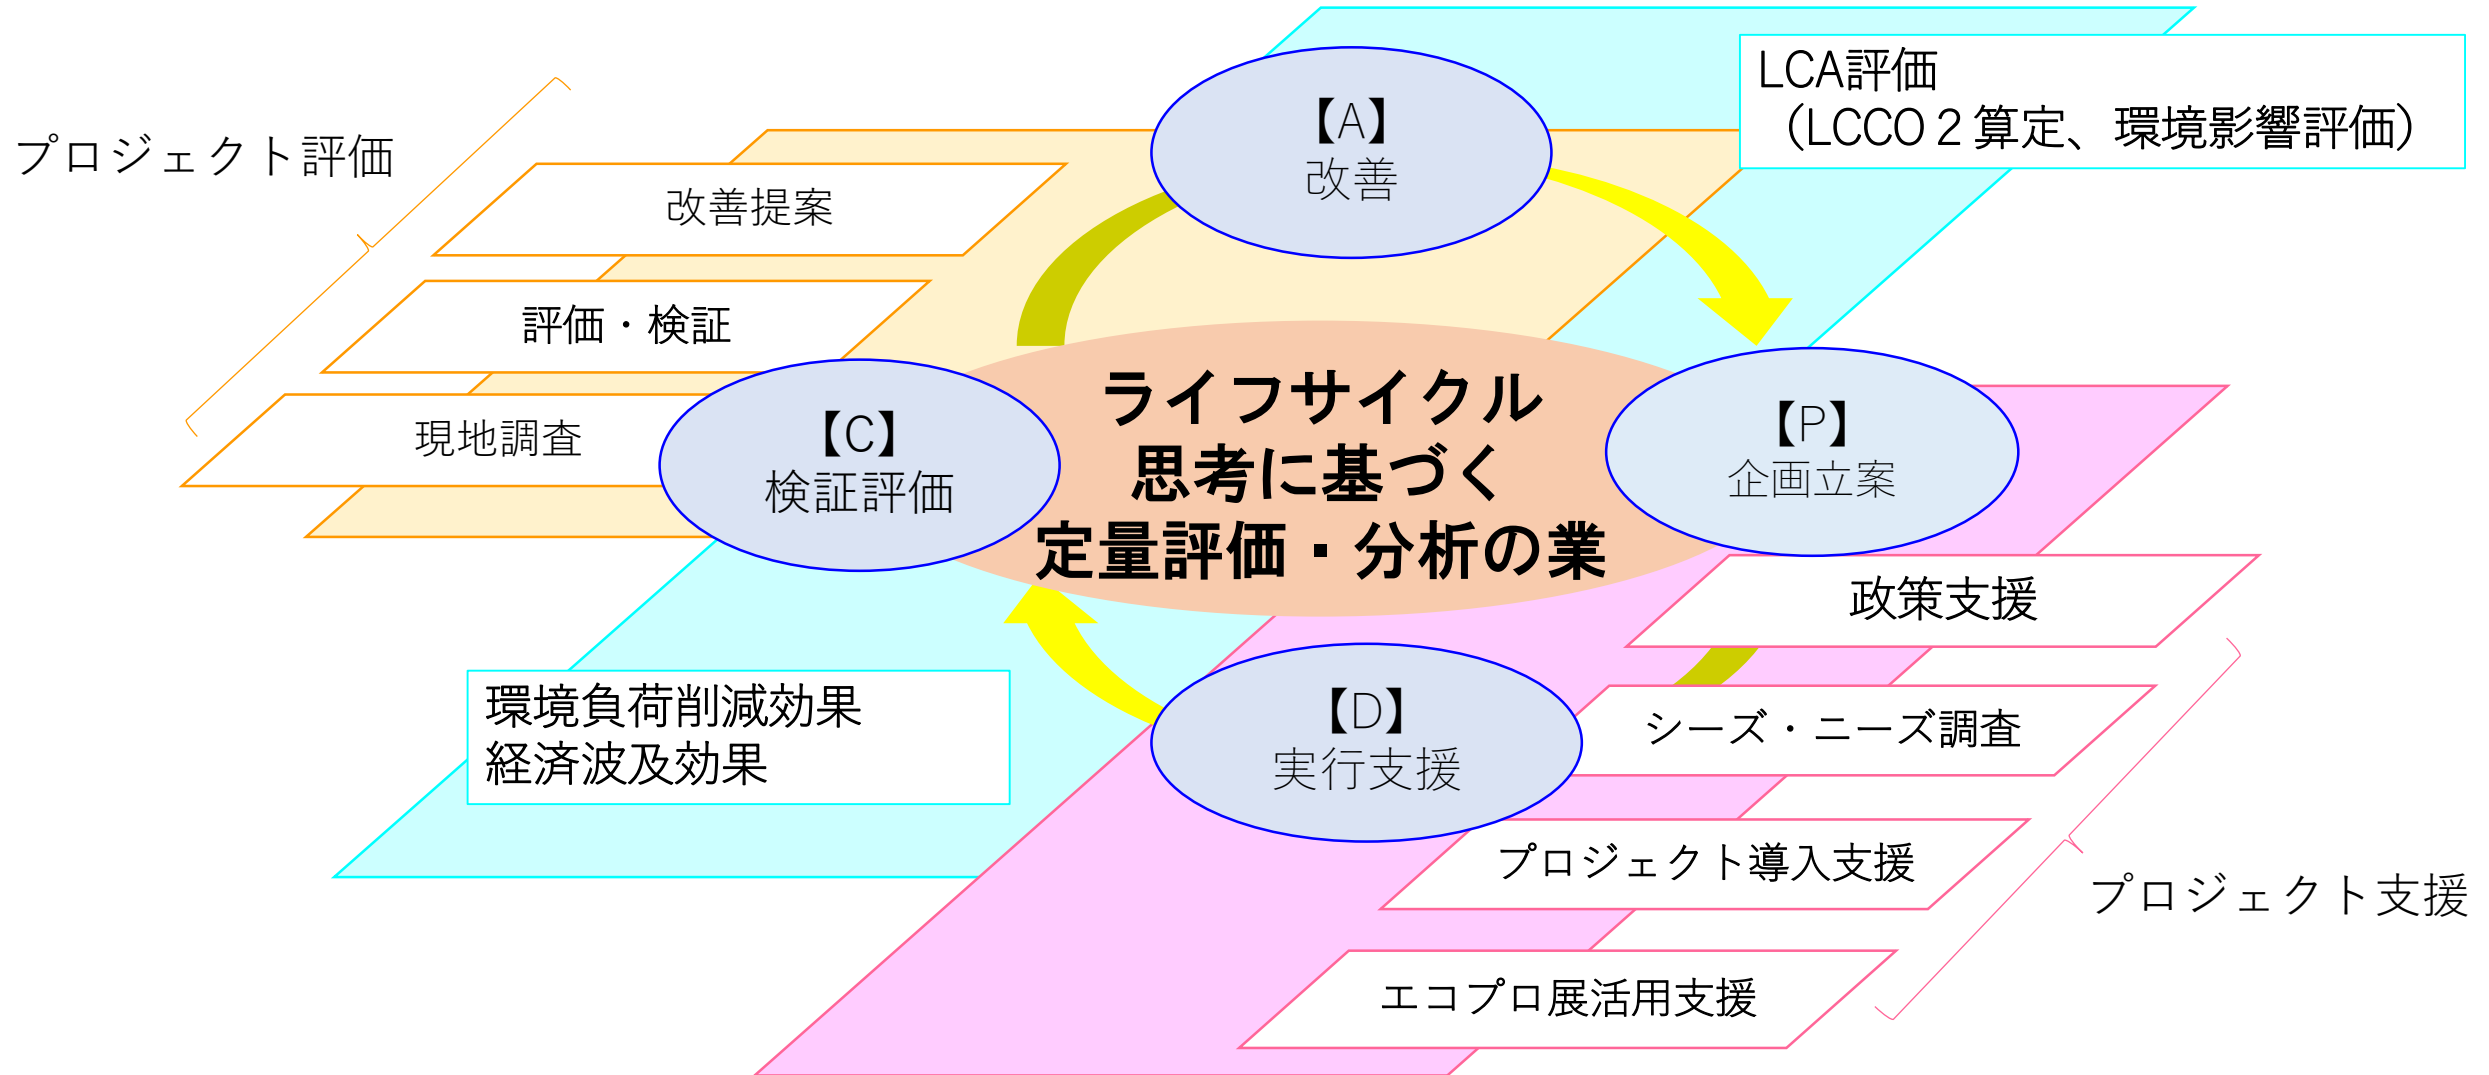 LCA評価
（LCCO２算定、環境影響評価）
【A】
改善
プロジェクト評価
改善提案
評価・検証
現地調査
【C】
検証評価
ライフサイクル
思考に基づく
定量評価・分析の業
【P】
企画立案
政策支援
シーズ・ニーズ調査
プロジェクト導入支援
エコプロ展活用支援
プロジェクト支援
【D】
実行支援
環境負荷削減効果
経済波及効果